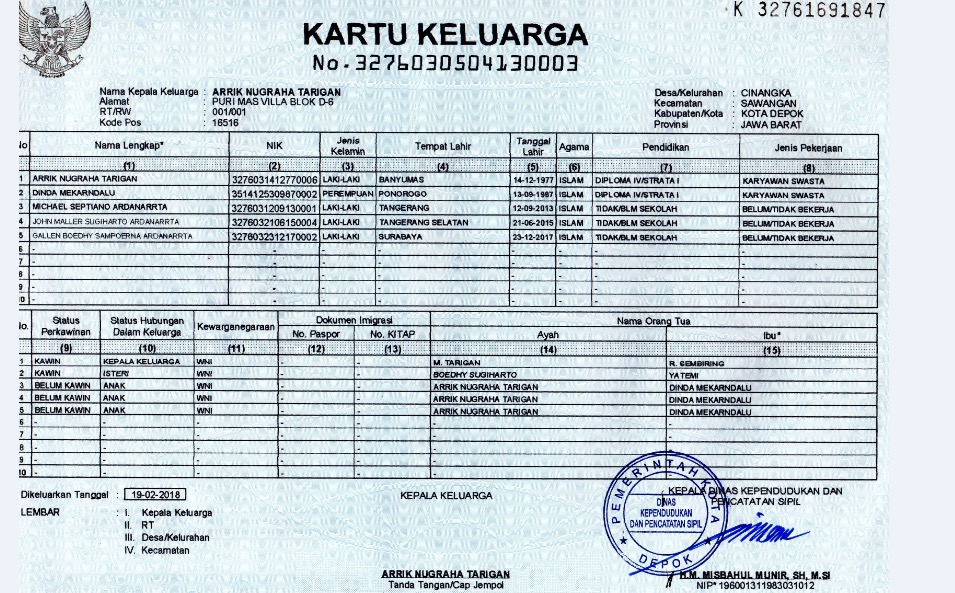 K 32761691847
KARTU KELUARGA
No. 3276030504130003
Nama Kepala Keluarga : ARRIK NUGRAHA TARIGAN
Alamat : PURI MAS VILLA BLOK D-6
RT/RW : 001/001
Kode Pos : 16516
Desa/Kelurahan : CINANGKA
Kecamatan : SAWANGAN
Kabupaten/Kota : KOTA DEPOK
Provinsi : JAWA BARAT
No Nama Lengkap* NIK Jenis Kelamin Tempat Lahir Tanggal Lahir Agama Pendidikan Jenis Pekerjaan
(1) (2) (3) (4) (5) (6) (7) (8)
1 ARRIK NUGRAHA TARIGAN 3276031412770006 LAKI-LAKI BANYUMAS 14-12-1977 ISLAM DIPLOMA IV/STRATA I KARYAWAN SWASTA
2 DINDA MEKARNDALU 3514125309870002 PEREMPUAN PONOROGO 13-09-1987 ISLAM DIPLOMA IV/STRATA I KARYAWAN SWASTA
3 MICHAEL SEPTIANO ARDANARRTA 3276031209130001 LAKI-LAKI TANGERANG 12-09-2013 ISLAM TIDAK/BLM SEKOLAH BELUM/TIDAK BEKERJA
4 JOHN MALLER SUGIHARTO ARDANARRTA 3276032106150004 LAKI-LAKI TANGERANG SELATAN 21-06-2015 ISLAM TIDAK/BLM SEKOLAH BELUM/TIDAK BEKERJA
5 GALLEN BOEDHY SAMPOERNA ARDANARRTA 3276032312170002 LAKI-LAKI SURABAYA 23-12-2017 ISLAM TIDAK/BLM SEKOLAH BELUM/TIDAK BEKERJA
6 - - - - - - - -
7 - - - - - - - -
8 - - - - - - - -
9 - - - - - - - -
10 - - - - - - - -
No. Status Perkawinan Status Hubungan Dalam Keluarga Kewarganegaraan Dokumen Imigrasi Nama Orang Tua
No. Paspor No. KITAP Ayah Ibu*
(9) (10) (11) (12) (13) (14) (15)
1 KAWIN KEPALA KELUARGA WNI - - M. TARIGAN R. SEMBIRING
2 KAWIN ISTERI WNI - - BOEDHY SUGIHARTO YATEMI
3 BELUM KAWIN ANAK WNI - - ARRIK NUGRAHA TARIGAN DINDA MEKARNDALU
4 BELUM KAWIN ANAK WNI - - ARRIK NUGRAHA TARIGAN DINDA MEKARNDALU
5 BELUM KAWIN ANAK WNI - - ARRIK NUGRAHA TARIGAN DINDA MEKARNDALU
6 - - - - - - -
7 - - - - - - -
8 - - - - - - -
9 - - - - - - -
10 - - - - - - -
Dikeluarkan Tanggal : 19-02-2018
LEMBAR : I. Kepala Keluarga
II. RT
III. Desa/Kelurahan
IV. Kecamatan
KEPALA KELUARGA
ARRIK NUGRAHA TARIGAN
Tanda Tangan/Cap Jempol
KEPALA DINAS KEPENDUDUKAN DAN
PENCATATAN SIPIL
PEMERINTAH KOTA
DINAS
KEPENDUDUKAN
DAN PENCATATAN SIPIL
DEPOK
H.M. MISBAHUL MUNIR, SH, M.SI
NIP* 196001311983031012